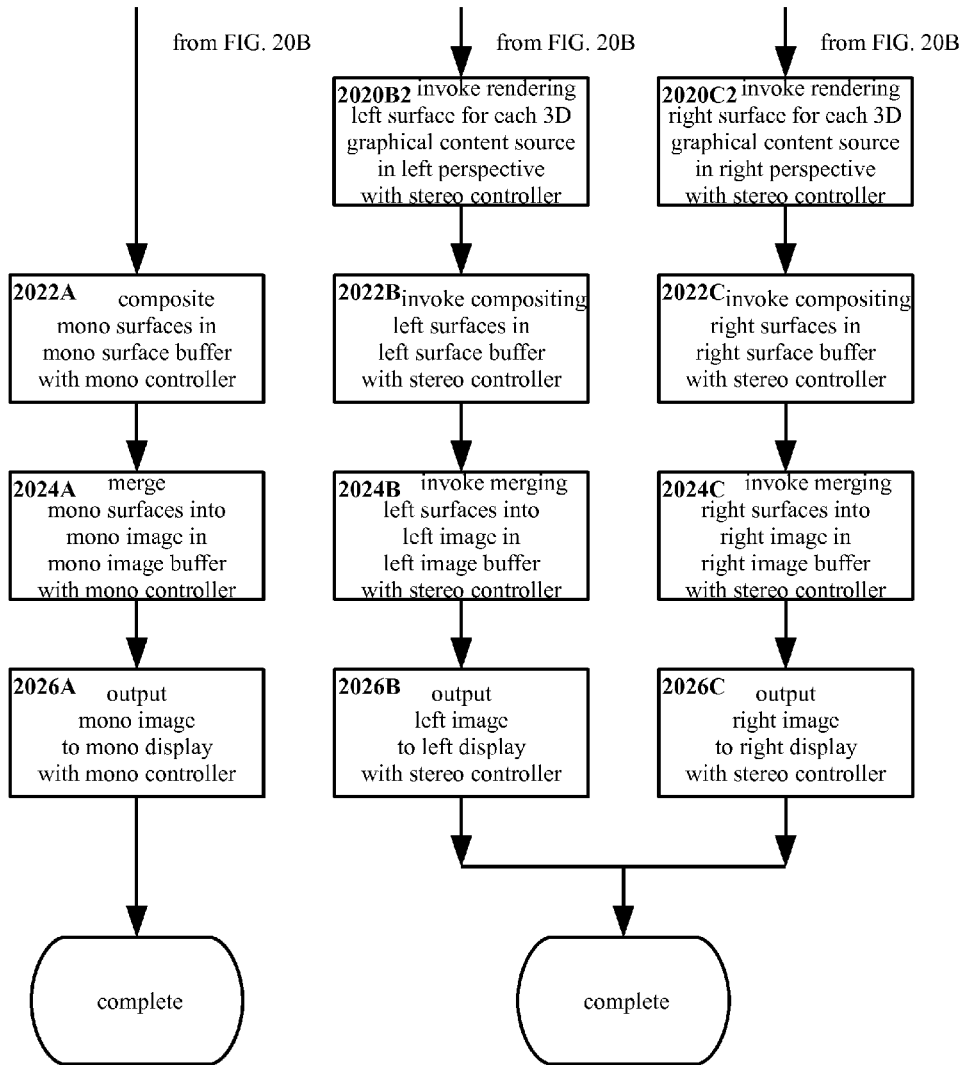 from FIG. 20B
from FIG. 20B
from FIG. 20B
2020B2 invoke rendering
left surface for each 3D
graphical content source
in left perspective
with stereo controller
2020C2 invoke rendering
right surface for each 3D
graphical content source
in right perspective
with stereo controller
2022A composite
mono surfaces in
mono surface buffer
with mono controller
2022B invoke compositing
left surfaces in
left surface buffer
with stereo controller
2022C invoke compositing
right surfaces in
right surface buffer
with stereo controller
2024A merge
mono surfaces into
mono image in
mono image buffer
with mono controller
2024B invoke merging
left surfaces into
left image in
left image buffer
with stereo controller
2024C invoke merging
right surfaces into
right image in
right image buffer
with stereo controller
2026A output
mono image
to mono display
with mono controller
2026B output
left image
to left display
with stereo controller
2026C output
right image
to right display
with stereo controller
complete
complete